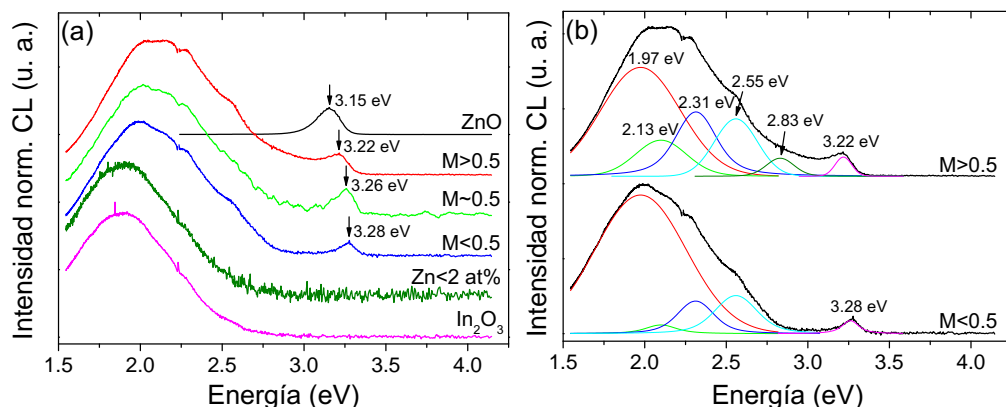 (a)
Intensidad norm. CL (u. a.)
3.15 eV
ZnO
3.22 eV
M>0.5
3.26 eV
M~0.5
3.28 eV
M<0.5
Zn<2 at%
In₂O₃
1.5 2.0 2.5 3.0 3.5 4.0
Energía (eV)
(b)
Intensidad norm. CL (u. a.)
1.97 eV
2.55 eV
2.31 eV
2.83 eV
2.13 eV
3.22 eV
M>0.5
3.28 eV
M<0.5
1.5 2.0 2.5 3.0 3.5 4.0
Energía (eV)